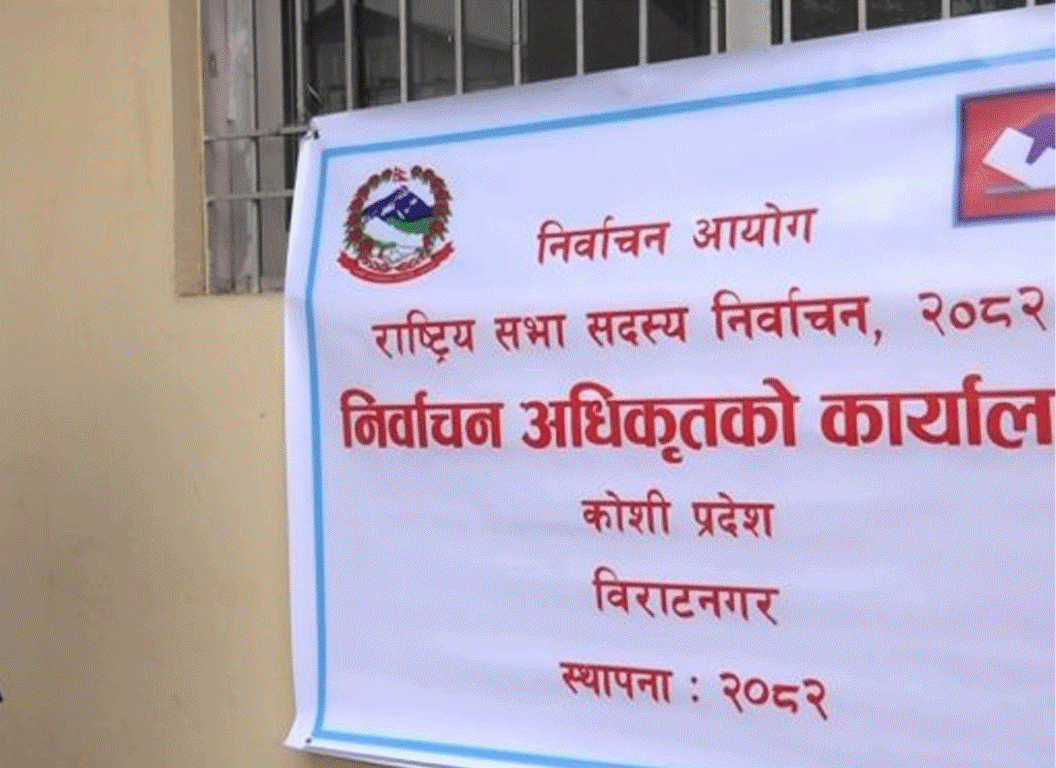 निर्वाचन आयोग
राष्ट्रिय सभा सदस्य निर्वाचन, २०८२
निर्वाचन अधिकृतको कार्याल
कोशी प्रदेश
विराटनगर
स्थापना : २०८२